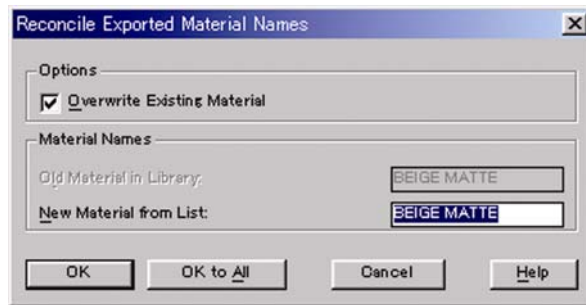 Reconcile Exported Material Names
Options
Overwrite Existing Material
Material Names
Old Material in Library:
BEIGE MATTE
New Material from List:
BEIGE MATTE
OK
OK to All
Cancel
Help